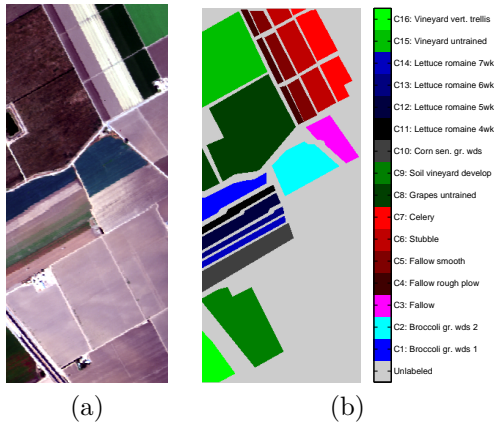 C16: Vineyard vert. trellis
C15: Vineyard untrained
C14: Lettuce romaine 7wk
C13: Lettuce romaine 6wk
C12: Lettuce romaine 5wk
C11: Lettuce romaine 4wk
C10: Corn sen. gr. wds
C9: Soil vineyard develop
C8: Grapes untrained
C7: Celery
C6: Stubble
C5: Fallow smooth
C4: Fallow rough plow
C3: Fallow
C2: Broccoli gr. wds 2
C1: Broccoli gr. wds 1
Unlabeled
(a)
(b)